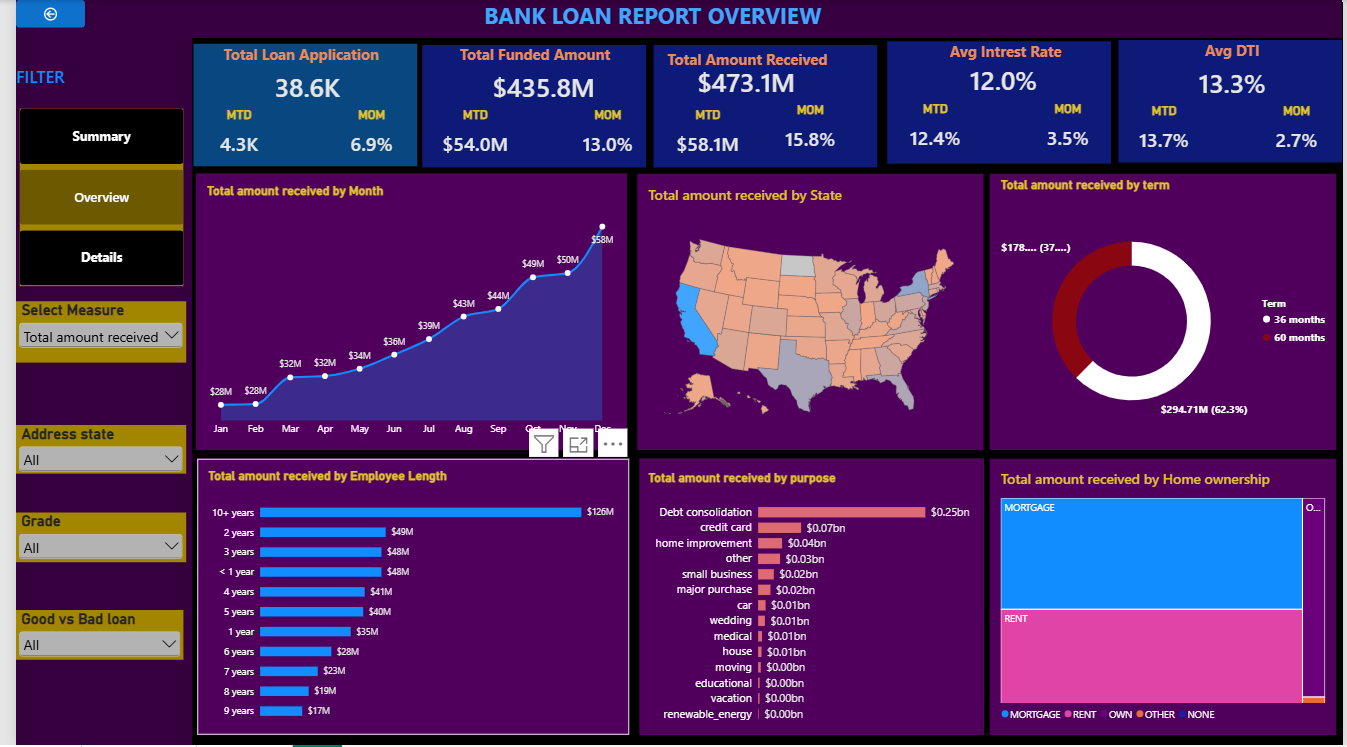 BANK LOAN REPORT OVERVIEW
FILTER
Summary
Overview
Details
Select Measure
Total amount received
Address state
All
Grade
All
Good vs Bad loan
All
Total Loan Application
38.6K
MTD MOM
4.3K 6.9%
Total Funded Amount
$435.8M
MTD MOM
$54.0M 13.0%
Total Amount Received
$473.1M
MTD MOM
$58.1M 15.8%
Avg Intrest Rate
12.0%
MTD MOM
12.4% 3.5%
Avg DTI
13.3%
MTD MOM
13.7% 2.7%
Total amount received by Month
$28M $28M $32M $32M $34M $36M $39M $43M $44M $49M $50M $58M
Jan Feb Mar Apr May Jun Jul Aug Sep Oct Nov Dec
Total amount received by State
Total amount received by term
$178.... (37....)
$294.71M (62.3%)
Term
36 months
60 months
Total amount received by Employee Length
10+ years $126M
2 years $49M
3 years $48M
< 1 year $48M
4 years $41M
5 years $40M
1 year $35M
6 years $28M
7 years $23M
8 years $19M
9 years $17M
Total amount received by purpose
Debt consolidation $0.25bn
credit card $0.07bn
home improvement $0.04bn
other $0.03bn
small business $0.02bn
major purchase $0.02bn
car $0.01bn
wedding $0.01bn
medical $0.01bn
house $0.01bn
moving $0.00bn
educational $0.00bn
vacation $0.00bn
renewable_energy $0.00bn
Total amount received by Home ownership
MORTGAGE O...
RENT
MORTGAGE RENT OWN OTHER NONE